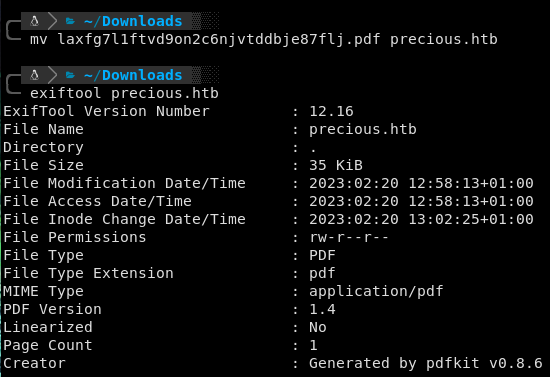 ~/Downloads
mv laxfg7l1ftvd9on2c6njvtddbje87flj.pdf precious.htb
~/Downloads
exiftool precious.htb
ExifTool Version Number : 12.16
File Name : precious.htb
Directory : .
File Size : 35 KiB
File Modification Date/Time : 2023:02:20 12:58:13+01:00
File Access Date/Time : 2023:02:20 12:58:13+01:00
File Inode Change Date/Time : 2023:02:20 13:02:25+01:00
File Permissions : rw-r--r--
File Type : PDF
File Type Extension : pdf
MIME Type : application/pdf
PDF Version : 1.4
Linearized : No
Page Count : 1
Creator : Generated by pdfkit v0.8.6